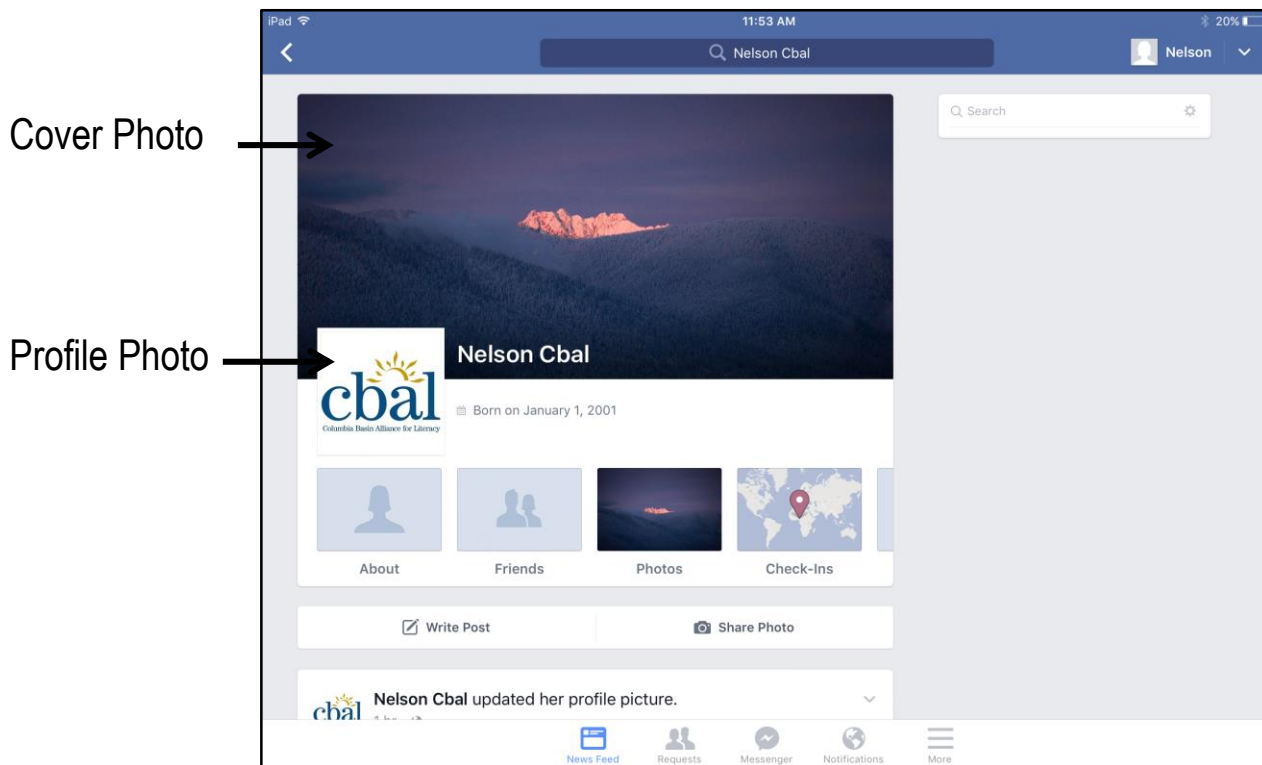 iPad 11:53 AM 20%
Nelson Cbal Nelson
Search
Cover Photo
Profile Photo
Nelson Cbal
cbal
Columbia Basin Alliance for Literacy
Born on January 1, 2001
About Friends Photos Check-Ins
Write Post Share Photo
Nelson Cbal updated her profile picture.
cbal
News Feed Requests Messenger Notifications More